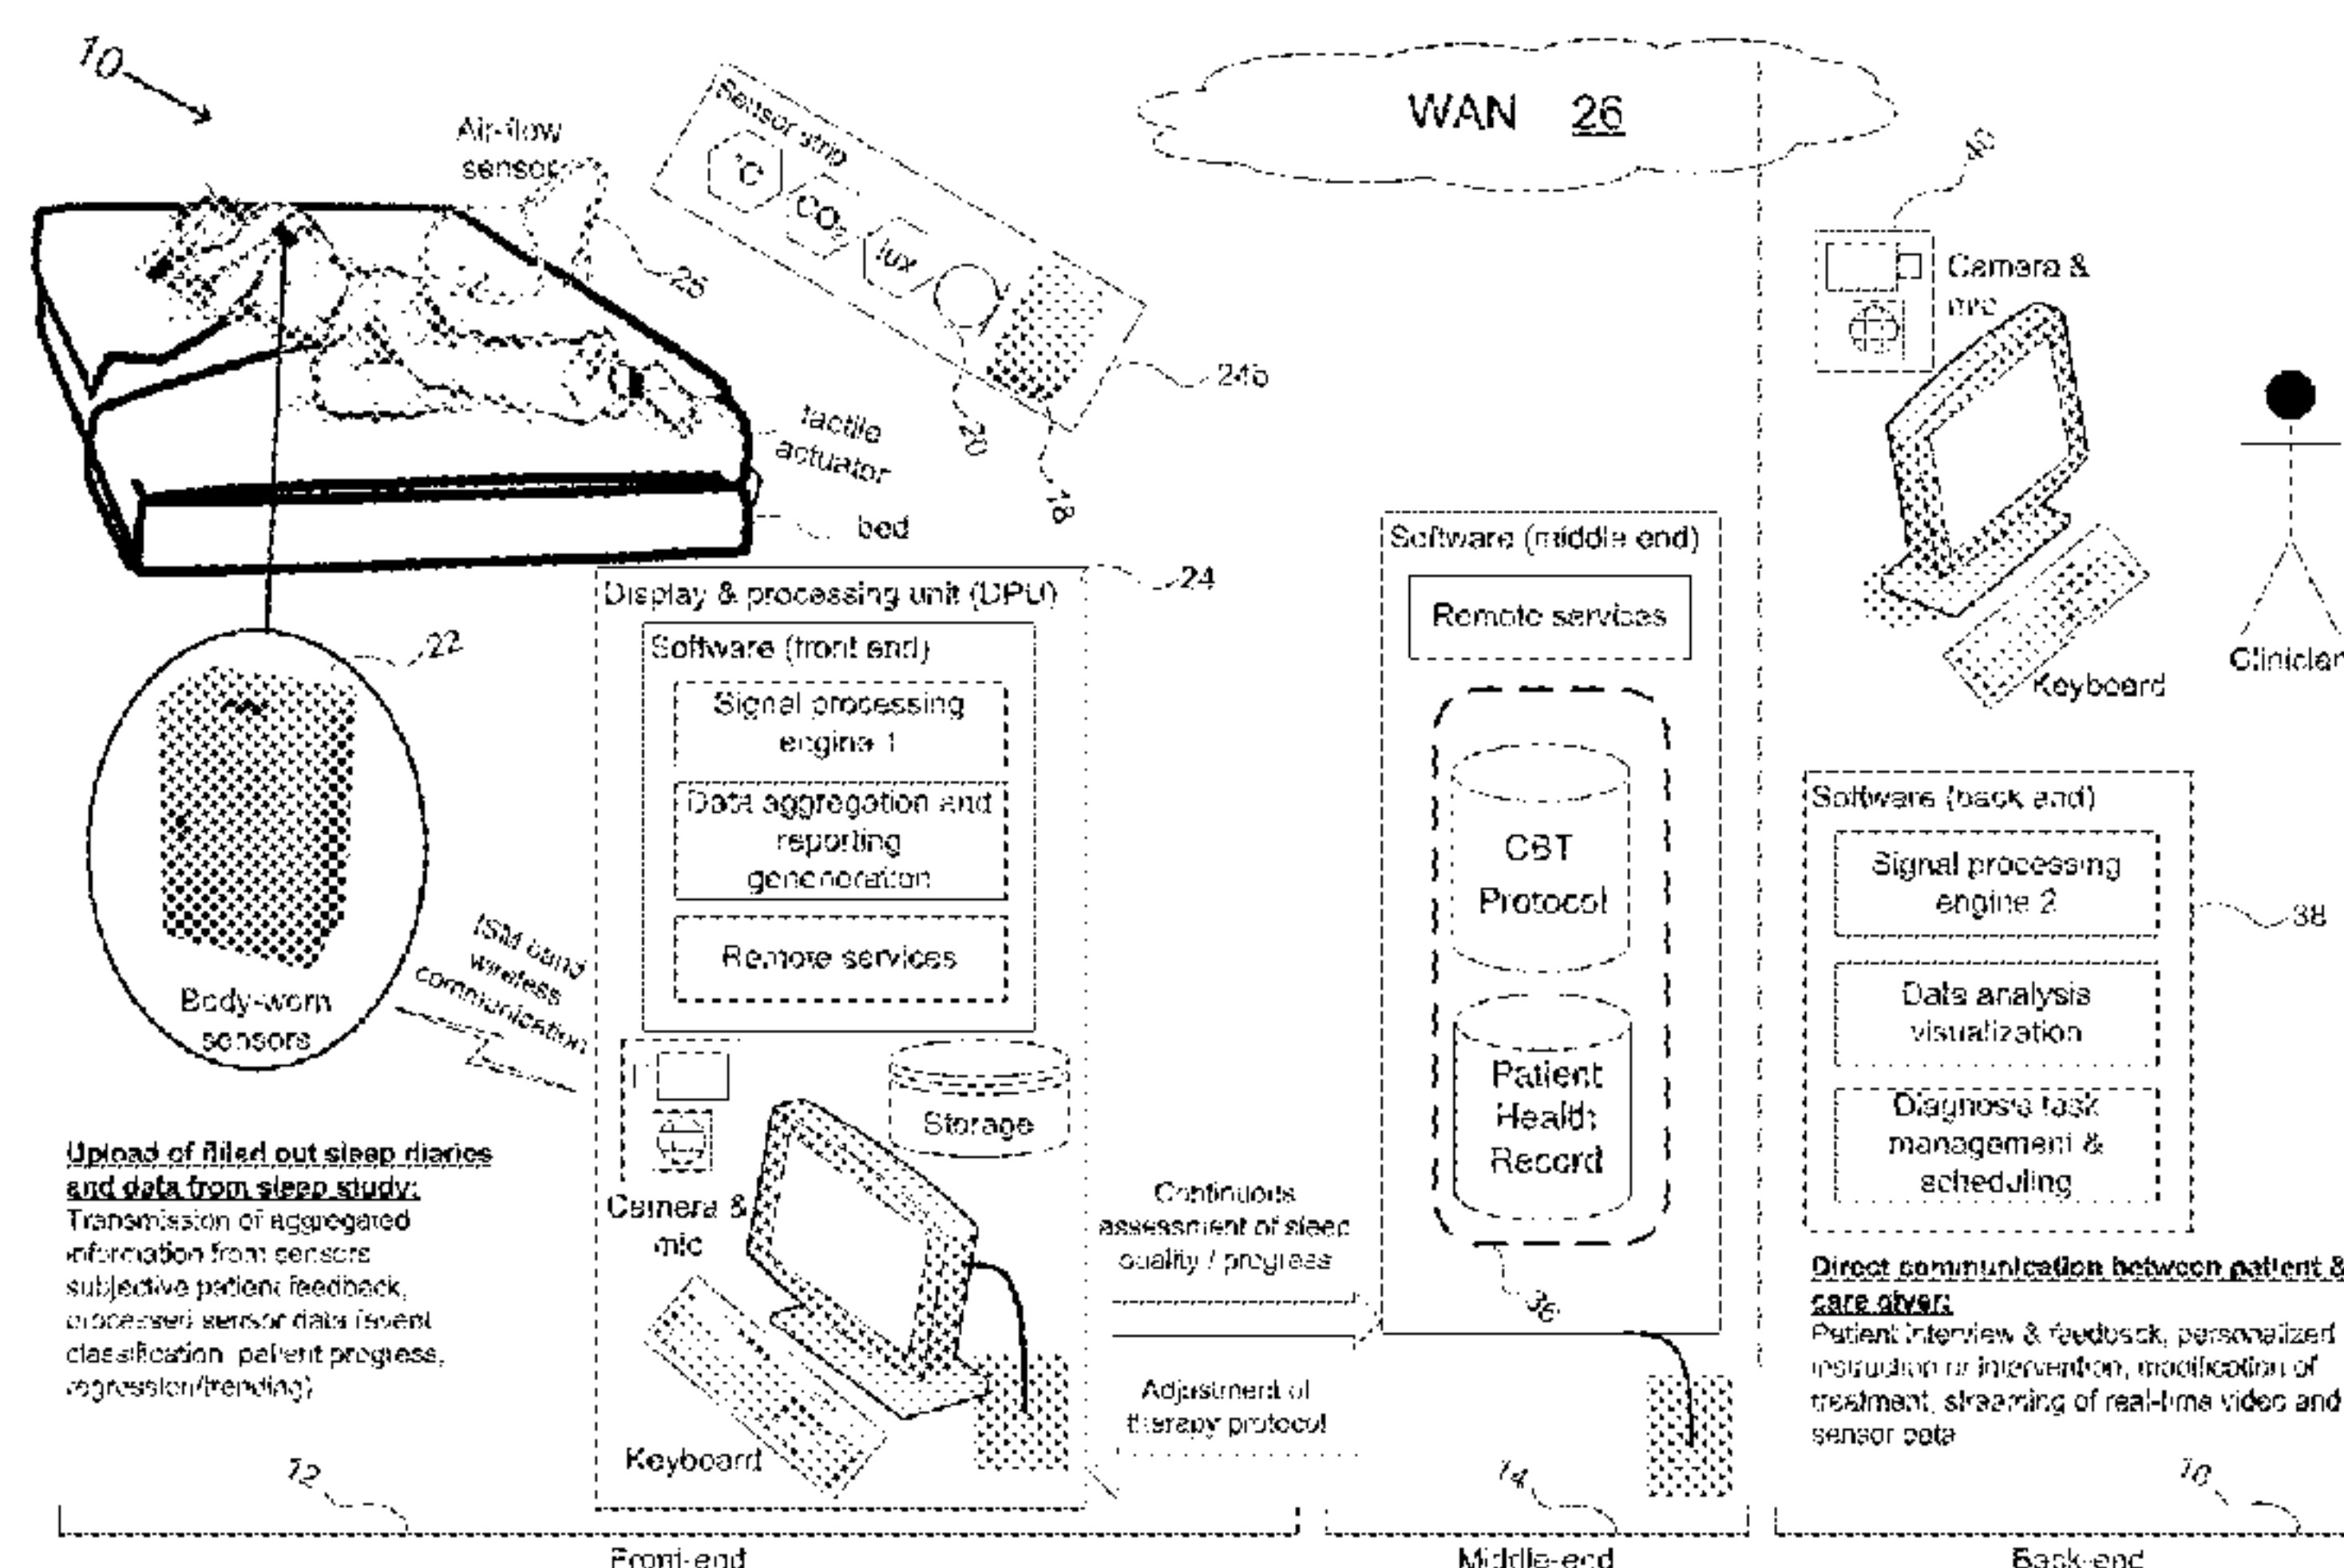 10
Air-flow
sensor
25
Sensor strip
°C
CO₂
lux
20
18
24b
tactile
actuator
bed
WAN 26
40
Camera &
mic
Keyboard
Clinician
22
Body-worn
sensors
ISM band
wireless
communication
24
Display & processing unit (DPU)
Software (front end)
Signal processing
engine 1
Data aggregation and
reporting
geneneration
Remote services
Storage
Camera &
mic
Keyboard
Upload of filled out sleep diaries
and data from sleep study:
Transmission of aggregated
information from sensors
subjective patient feedback,
processed sensor data (event
classification, patient progress,
regression/trending)
Continuous
assessment of sleep
quality / progress
Adjustment of
therapy protocol
Software (middle end)
Remote services
CBT
Protocol
Patient
Health
Record
36
Software (back end)
Signal processing
engine 2
38
Data analysis
visualization
Diagnosis task
management &
scheduling
Direct communication between patient &
care giver:
Patient interview & feedback, personalized
instruction or intervention, modification of
treatment, streaming of real-time video and
sensor data
12
14
Front-end
Middle-end
Back-end